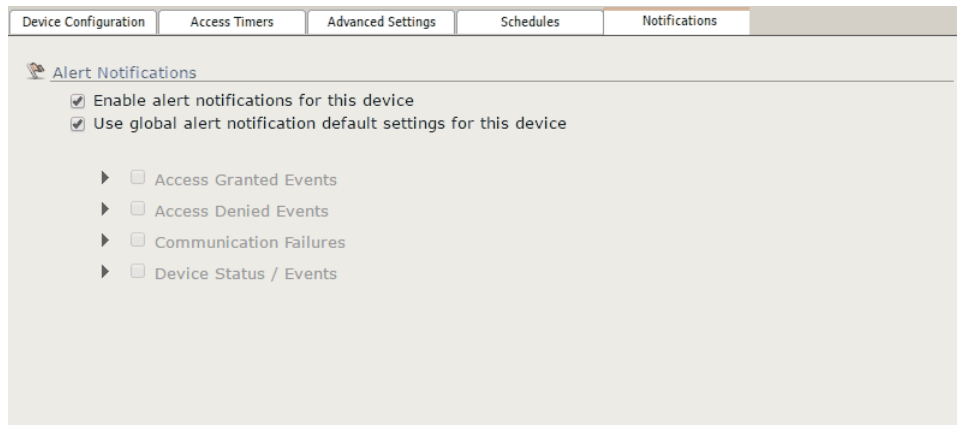 Device Configuration Access Timers Advanced Settings Schedules Notifications
Alert Notifications
Enable alert notifications for this device
Use global alert notification default settings for this device
Access Granted Events
Access Denied Events
Communication Failures
Device Status / Events